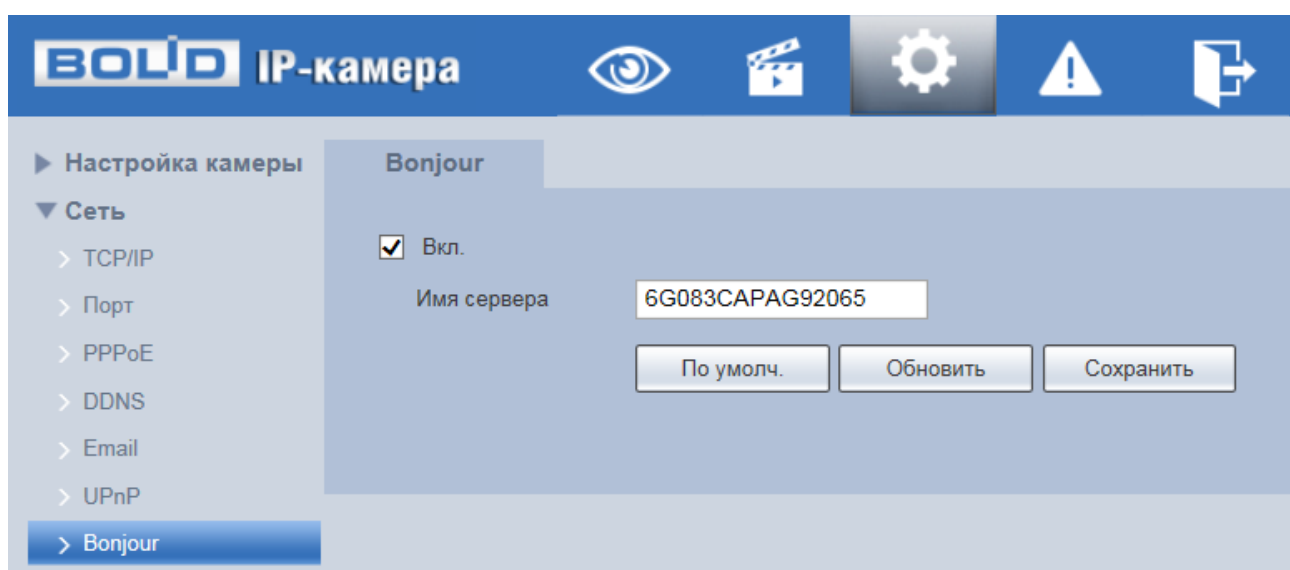 BOLID IP-камера
Настройка камеры
Сеть
TCP/IP
Порт
PPPoE
DDNS
Email
UPnP
Bonjour
Bonjour
Вкл.
Имя сервера 6G083CAPAG92065
По умолч. Обновить Сохранить